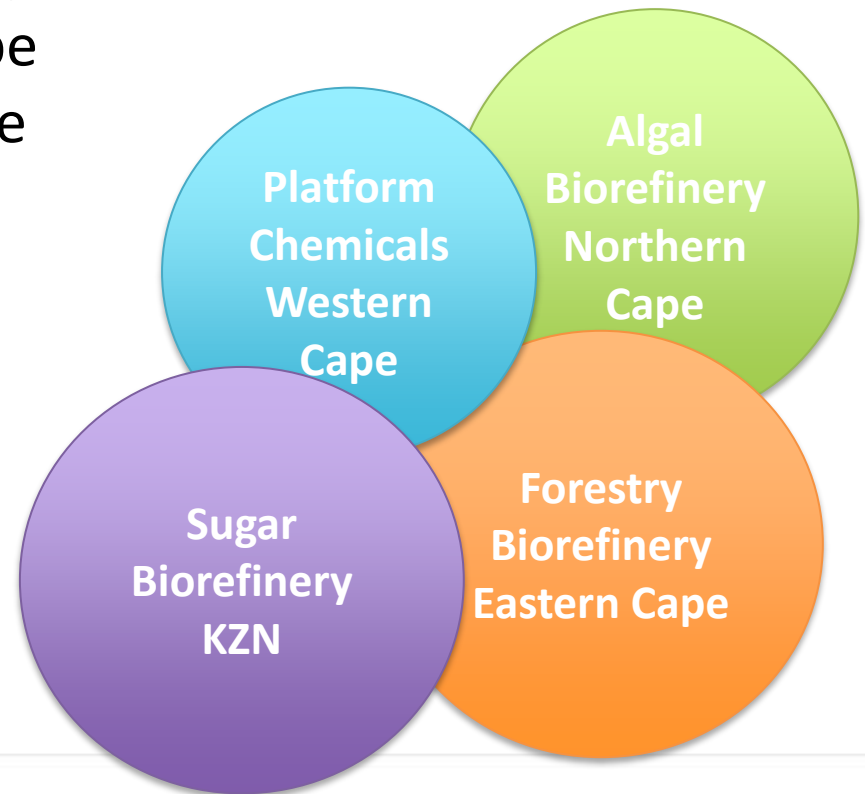 Platform
Chemicals
Western
Cape
Algal
Biorefinery
Northern
Cape
Sugar
Biorefinery
KZN
Forestry
Biorefinery
Eastern Cape